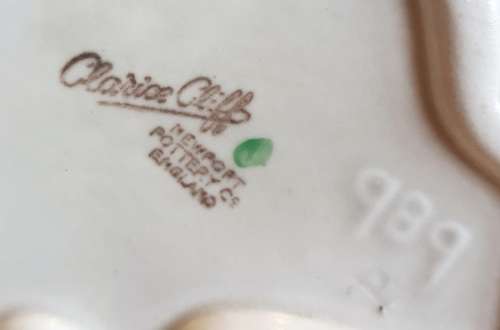 Clarice Cliff
NEWPORT
POTTERY Co
ENGLAND
989